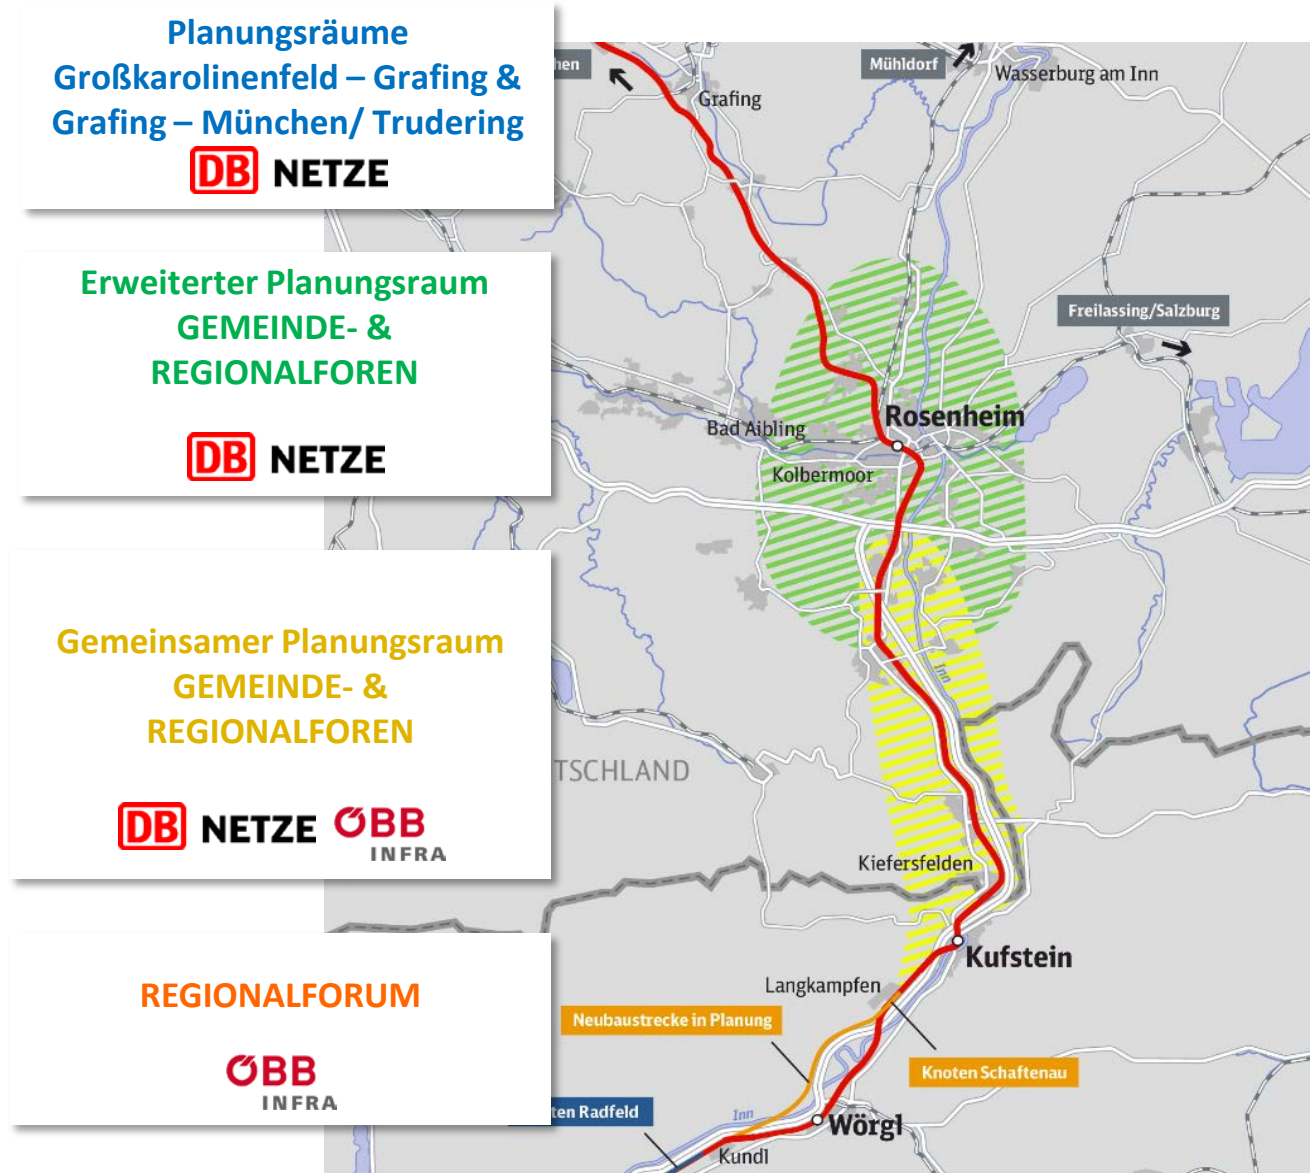 Planungsräume
Großkarolinenfeld – Grafing &
Grafing – München/ Trudering
DB NETZE
Erweiterter Planungsraum
GEMEINDE- &
REGIONALFOREN
DB NETZE
Gemeinsamer Planungsraum
GEMEINDE- &
REGIONALFOREN
DB NETZE ÖBB
INFRA
REGIONALFORUM
ÖBB
INFRA
hen
Mühldorf
Wasserburg am Inn
Grafing
Freilassing/Salzburg
Rosenheim
Bad Aibling
Kolbermoor
Inn
TSCHLAND
Kiefersfelden
Kufstein
Langkampfen
Neubaustrecke in Planung
Knoten Schaftenau
ten Radfeld
Inn
Wörgl
Kundl